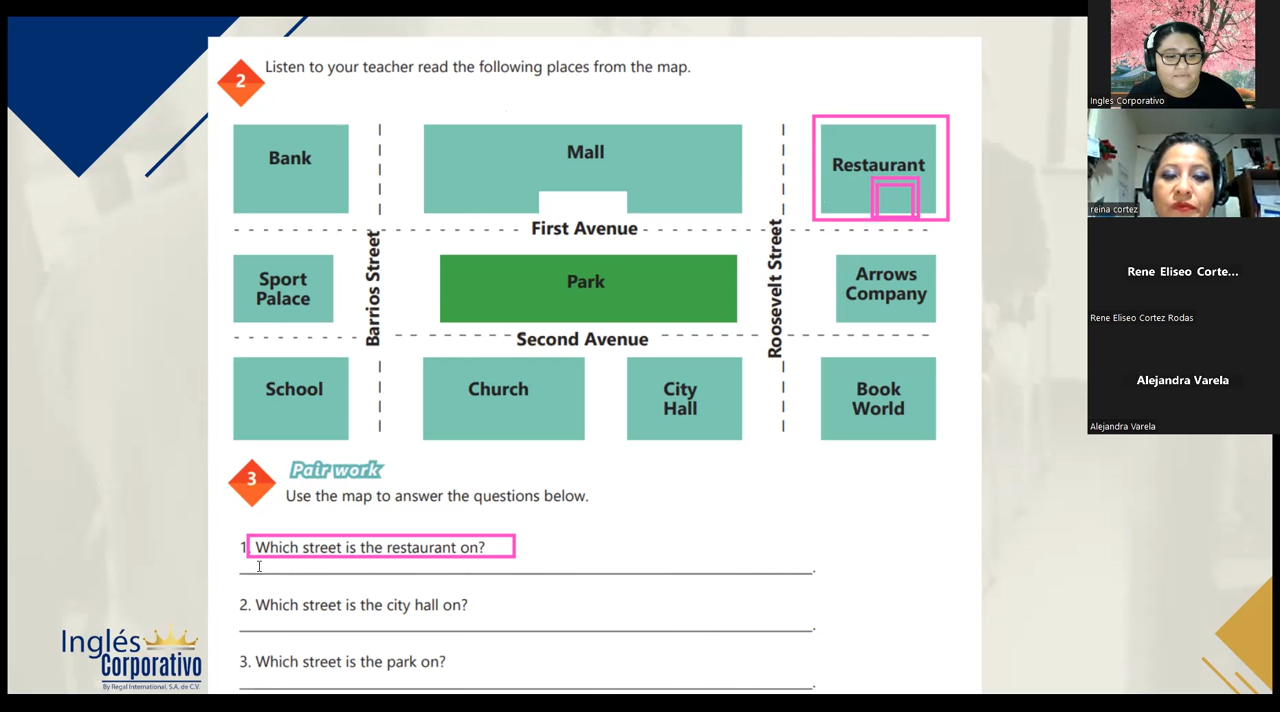 2
Listen to your teacher read the following places from the map.
Bank
Mall
Restaurant
First Avenue
Barrios Street
Roosevelt Street
Sport
Palace
Park
Arrows
Company
Second Avenue
School
Church
City
Hall
Book
World
3
Pair work
Use the map to answer the questions below.
1. Which street is the restaurant on?
2. Which street is the city hall on?
3. Which street is the park on?
Inglés
Corporativo
By Regal International, S.A. de C.V.
Ingles Corporativo
reina cortez
Rene Eliseo Corte...
Rene Eliseo Cortez Rodas
Alejandra Varela
Alejandra Varela